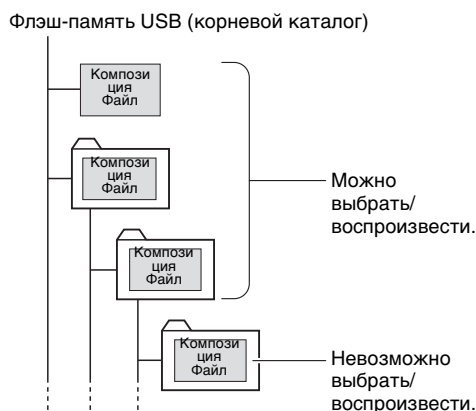 Флэш-память USB (корневой каталог)
Компози
ция
Файл
Компози
ция
Файл
Компози
ция
Файл
Можно
выбрать/
воспроизвести.
Компози
ция
Файл
Невозможно
выбрать/
воспроизвести.